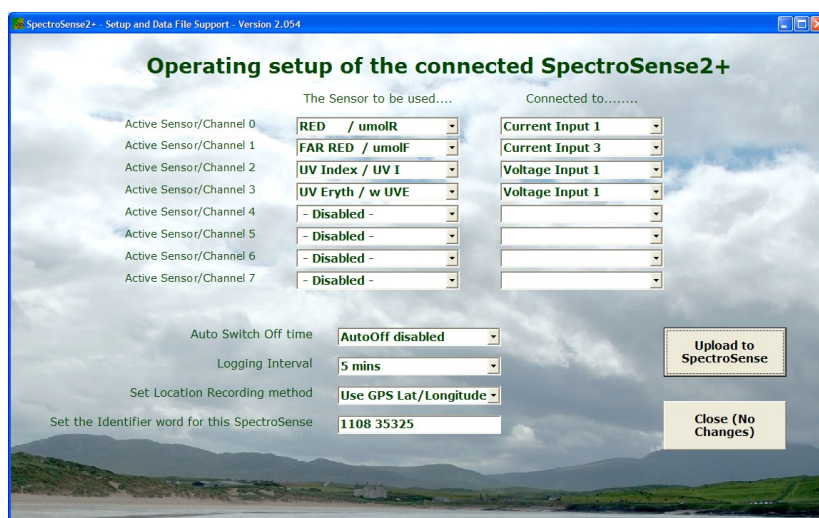 SpectroSense2+ - Setup and Data File Support - Version 2.054
Operating setup of the connected SpectroSense2+
The Sensor to be used.... Connected to........
Active Sensor/Channel 0 RED / umolR Current Input 1
Active Sensor/Channel 1 FAR RED / umolF Current Input 3
Active Sensor/Channel 2 UV Index / UV I Voltage Input 1
Active Sensor/Channel 3 UV Eryth / w UVE Voltage Input 1
Active Sensor/Channel 4 - Disabled -
Active Sensor/Channel 5 - Disabled -
Active Sensor/Channel 6 - Disabled -
Active Sensor/Channel 7 - Disabled -
Auto Switch Off time AutoOff disabled
Logging Interval 5 mins
Set Location Recording method Use GPS Lat/Longitude
Set the Identifier word for this SpectroSense 1108 35325
Upload to
SpectroSense
Close (No
Changes)